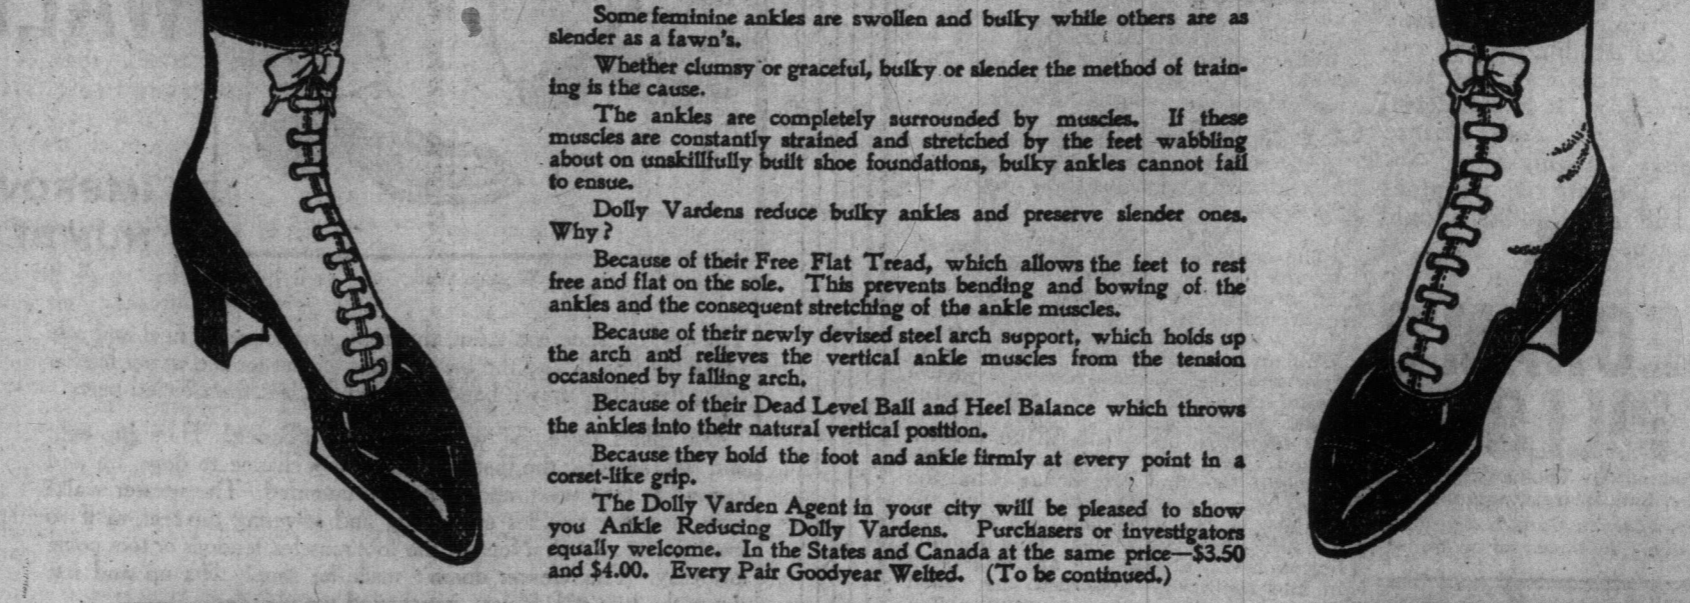 Some feminine ankles are swollen and bulky while others are as
slender as a fawn's.
Whether clumsy or graceful, bulky or slender the method of train-
ing is the cause.
The ankles are completely surrounded by muscles. If these
muscles are constantly strained and stretched by the feet wabbling
about on unskillfully built shoe foundations, bulky ankles cannot fail
to ensue.
Dolly Vardens reduce bulky ankles and preserve slender ones.
Why?
Because of their Free Flat Tread, which allows the feet to rest
free and flat on the sole. This prevents bending and bowing of the
ankles and the consequent stretching of the ankle muscles.
Because of their newly devised steel arch support, which holds up
the arch and relieves the vertical ankle muscles from the tension
occasioned by falling arch.
Because of their Dead Level Ball and Heel Balance which throws
the ankles into their natural vertical position.
Because they hold the foot and ankle firmly at every point in a
corset-like grip.
The Dolly Varden Agent in your city will be pleased to show
you Ankle Reducing Dolly Vardens. Purchasers or investigators
equally welcome. In the States and Canada at the same price—$3.50
and $4.00. Every Pair Goodyear Welted. (To be continued.)